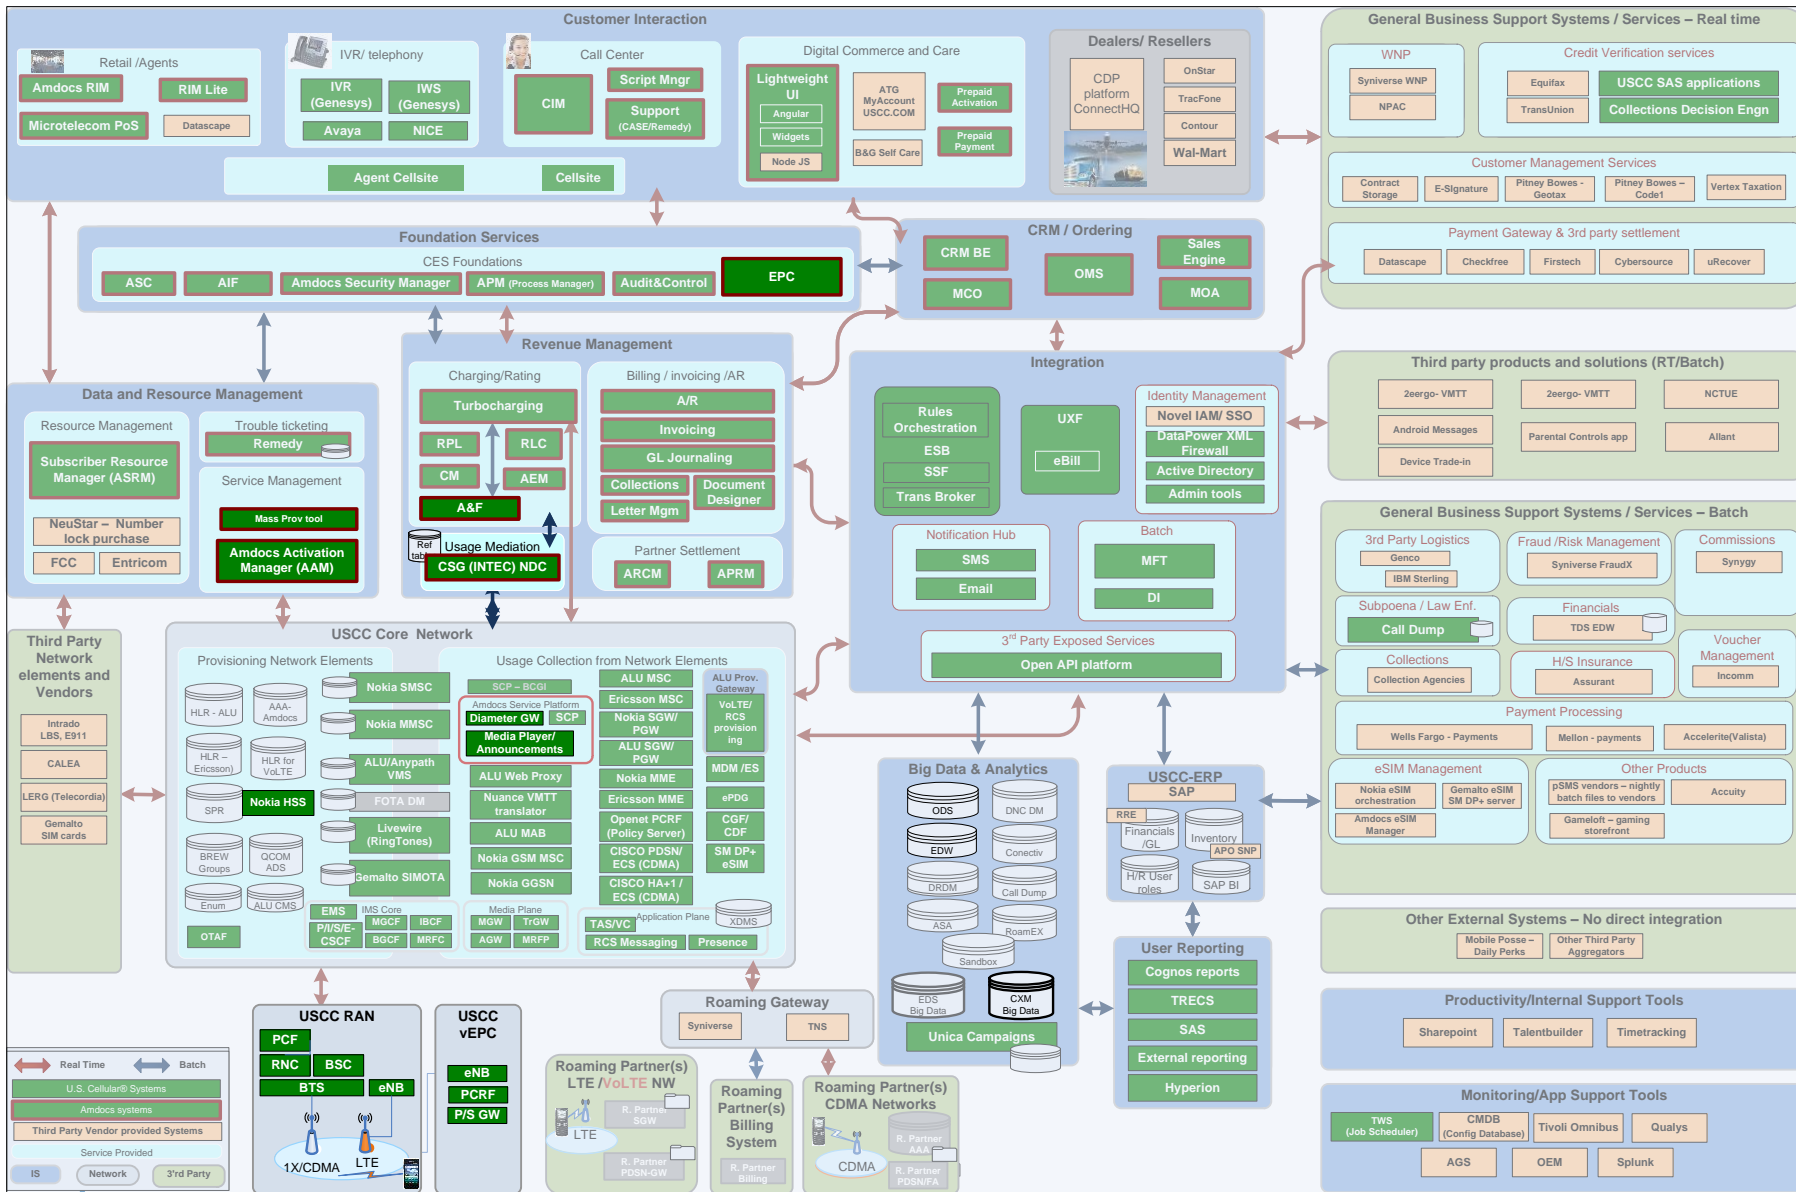 Customer Interaction
Retail /Agents
Amdocs RIM
RIM Lite
Microtelecom PoS
Datascape
IVR/ telephony
IVR
(Genesys)
IWS
(Genesys)
Avaya
NICE
Call Center
CIM
Script Mngr
Support
(CASE/Remedy)
Agent Cellsite
Cellsite
Digital Commerce and Care
Lightweight
UI
Angular
Widgets
Node JS
ATG
MyAccount
USCC.COM
B&G Self Care
Prepaid
Activation
Prepaid
Payment
Dealers/ Resellers
CDP
platform
ConnectHQ
OnStar
TracFone
Contour
Wal-Mart
General Business Support Systems / Services – Real time
WNP
Syniverse WNP
NPAC
Credit Verification services
Equifax
TransUnion
USCC SAS applications
Collections Decision Engn
Customer Management Services
Contract
Storage
E-SIgnature
Pitney Bowes -
Geotax
Pitney Bowes –
Code1
Vertex Taxation
Payment Gateway & 3rd party settlement
Datascape
Checkfree
Firstech
Cybersource
uRecover
Foundation Services
CES Foundations
ASC
AIF
Amdocs Security Manager
APM (Process Manager)
Audit&Control
EPC
CRM / Ordering
CRM BE
MCO
OMS
Sales
Engine
MOA
Revenue Management
Charging/Rating
Turbocharging
RPL
RLC
CM
AEM
A&F
Ref
table
Usage Mediation
CSG (INTEC) NDC
Billing / invoicing /AR
A/R
Invoicing
GL Journaling
Collections
Letter Mgm
Document
Designer
Partner Settlement
ARCM
APRM
Data and Resource Management
Resource Management
Subscriber Resource
Manager (ASRM)
NeuStar – Number
lock purchase
FCC
Entricom
Trouble ticketing
Remedy
Service Management
Mass Prov tool
Amdocs Activation
Manager (AAM)
Integration
Rules
Orchestration
ESB
SSF
Trans Broker
UXF
eBill
Identity Management
Novel IAM/ SSO
DataPower XML
Firewall
Active Directory
Admin tools
Notification Hub
SMS
Email
Batch
MFT
DI
3rd Party Exposed Services
Open API platform
Third party products and solutions (RT/Batch)
2eergo- VMTT
2eergo- VMTT
NCTUE
Android Messages
Parental Controls app
Allant
Device Trade-in
General Business Support Systems / Services – Batch
3rd Party Logistics
Genco
IBM Sterling
Fraud /Risk Management
Syniverse FraudX
Commissions
Synygy
Subpoena / Law Enf.
Call Dump
Financials
TDS EDW
Collections
Collection Agencies
H/S Insurance
Assurant
Voucher
Management
Incomm
Payment Processing
Wells Fargo - Payments
Mellon - payments
Accelerite(Valista)
eSIM Management
Nokia eSIM
orchestration
Gemalto eSIM
SM DP+ server
Amdocs eSIM
Manager
Other Products
pSMS vendors – nightly
batch files to vendors
Accuity
Gameloft – gaming
storefront
Third Party
Network
elements and
Vendors
Intrado
LBS, E911
CALEA
LERG (Telecordia)
Gemalto
SIM cards
USCC Core Network
Provisioning Network Elements
HLR - ALU
AAA-
Amdocs
HLR –
Ericsson)
HLR for
VoLTE
SPR
Nokia HSS
BREW
Groups
QCOM
ADS
Enum
ALU CMS
OTAF
Nokia SMSC
Nokia MMSC
ALU/Anypath
VMS
FOTA DM
Livewire
(RingTones)
Gemalto SIMOTA
Usage Collection from Network Elements
SCP – BCGI
Amdocs Service Platform
Diameter GW
SCP
Media Player/
Announcements
ALU Web Proxy
Nuance VMTT
translator
ALU MAB
Nokia GSM MSC
Nokia GGSN
ALU MSC
Ericsson MSC
Nokia SGW/
PGW
ALU SGW/
PGW
Nokia MME
Ericsson MME
Openet PCRF
(Policy Server)
CISCO PDSN/
ECS (CDMA)
CISCO HA+1 /
ECS (CDMA)
ALU Prov.
Gateway
VoLTE/
RCS
provision
ing
MDM /ES
ePDG
CGF/
CDF
SM DP+
eSIM
EMS
IMS Core
P/I/S/E-
CSCF
MGCF
IBCF
BGCF
MRFC
Media Plane
MGW
TrGW
AGW
MRFP
Application Plane
TAS/VC
XDMS
RCS Messaging
Presence
Big Data & Analytics
ODS
DNC DM
EDW
Conectiv
DRDM
Call Dump
ASA
RoamEX
Sandbox
EDS
Big Data
CXM
Big Data
Unica Campaigns
USCC-ERP
SAP
RRE
Financials
/GL
Inventory
APO SNP
H/R User
roles
SAP BI
User Reporting
Cognos reports
TRECS
SAS
External reporting
Hyperion
Other External Systems – No direct integration
Mobile Posse –
Daily Perks
Other Third Party
Aggregators
Productivity/Internal Support Tools
Sharepoint
Talentbuilder
Timetracking
Monitoring/App Support Tools
TWS
(Job Scheduler)
CMDB
(Config Database)
Tivoli Omnibus
Qualys
AGS
OEM
Splunk
USCC RAN
PCF
RNC
BSC
BTS
eNB
1X/CDMA
LTE
USCC
vEPC
eNB
PCRF
P/S GW
Roaming Gateway
Syniverse
TNS
Roaming Partner(s)
LTE /VoLTE NW
LTE
R. Partner
SGW
R. Partner
PDSN-GW
Roaming
Partner(s)
Billing
System
R. Partner
Billing
Roaming Partner(s)
CDMA Networks
CDMA
R. Partner
AAA
R. Partner
PDSN/FA
Real Time
Batch
U.S. Cellular® Systems
Amdocs systems
Third Party Vendor provided Systems
Service Provided
IS
Network
3'rd Party